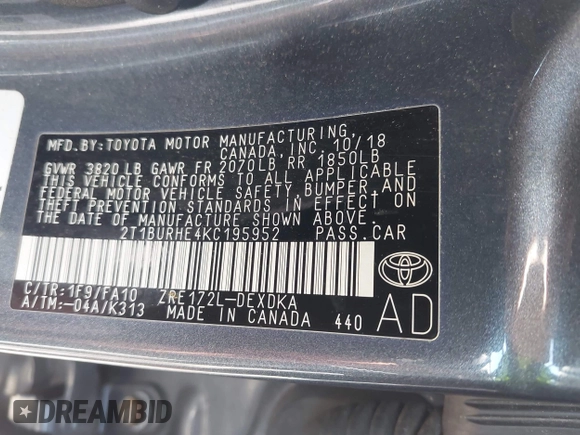 MFD.BY:TOYOTA MOTOR MANUFACTURING,
CANADA, INC. 10/18
GVWR 3820 LB GAWR FR 2070LB RR 1850LB
THIS VEHICLE CONFORMS TO ALL APPLICABLE
FEDERAL MOTOR VEHICLE SAFETY, BUMPER, AND
THEFT PREVENTION STANDARDS IN EFFECT ON
THE DATE OF MANUFACTURE SHOWN ABOVE.
2T1BURHE4KC195952 PASS.CAR
C/TR:1F9/FA10 ZRE172L-DEXDKA
A/TM:-04A/K313 MADE IN CANADA 440 AD
DREAMBID